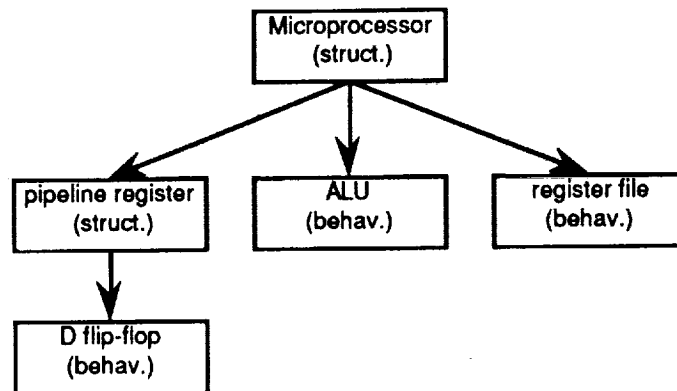 Microprocessor
(struct.)
pipeline register
(struct.)
ALU
(behav.)
register file
(behav.)
D flip-flop
(behav.)